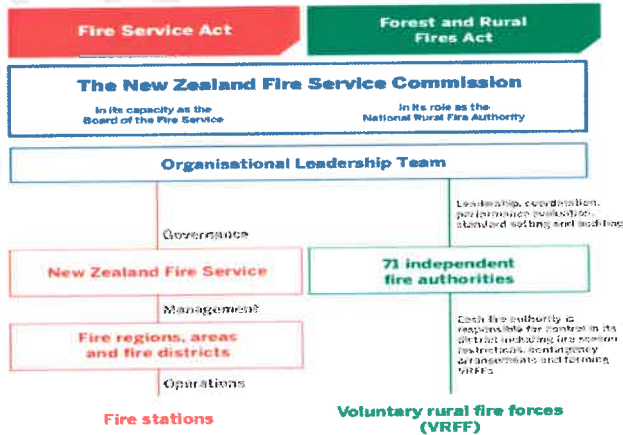 Fire Service Act
Forest and Rural
Fires Act
The New Zealand Fire Service Commission
In its capacity as the
Board of the Fire Service
In its role as the
National Rural Fire Authority
Organisational Leadership Team
Governance
Leadership, coordination,
performance evaluation,
standard setting and auditing
New Zealand Fire Service
71 independent
fire authorities
Management
Fire regions, areas
and fire districts
Each fire authority is
responsible for control in its
district including fire season
restrictions, contingency
arrangements and forming
VRFFs
Operations
Fire stations
Voluntary rural fire forces
(VRFF)